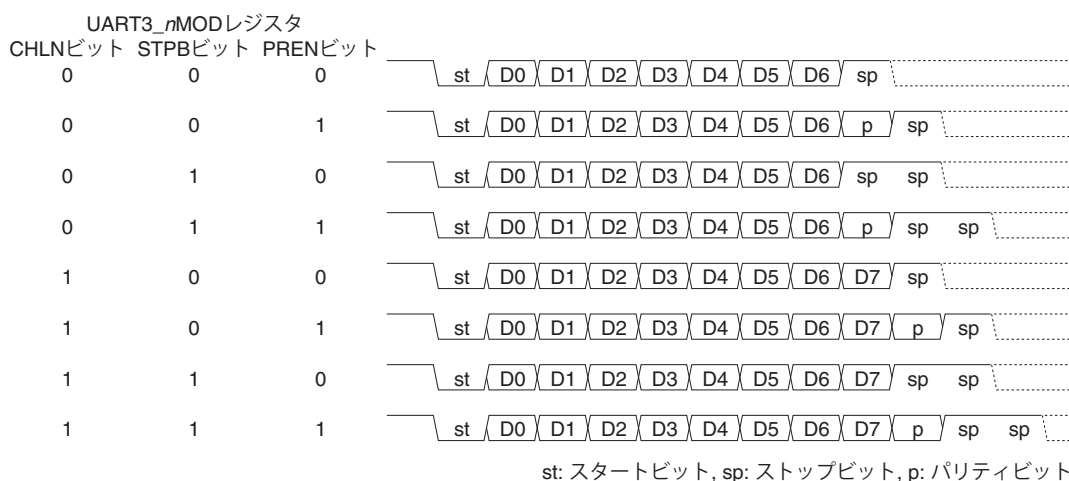 UART3_nMODレジスタ
CHLNビット STPBビット PRENビット
0 0 0 st D0 D1 D2 D3 D4 D5 D6 sp
0 0 1 st D0 D1 D2 D3 D4 D5 D6 p sp
0 1 0 st D0 D1 D2 D3 D4 D5 D6 sp sp
0 1 1 st D0 D1 D2 D3 D4 D5 D6 p sp sp
1 0 0 st D0 D1 D2 D3 D4 D5 D6 D7 sp
1 0 1 st D0 D1 D2 D3 D4 D5 D6 D7 p sp
1 1 0 st D0 D1 D2 D3 D4 D5 D6 D7 sp sp
1 1 1 st D0 D1 D2 D3 D4 D5 D6 D7 p sp sp
st: スタートビット, sp: ストップビット, p: パリティビット